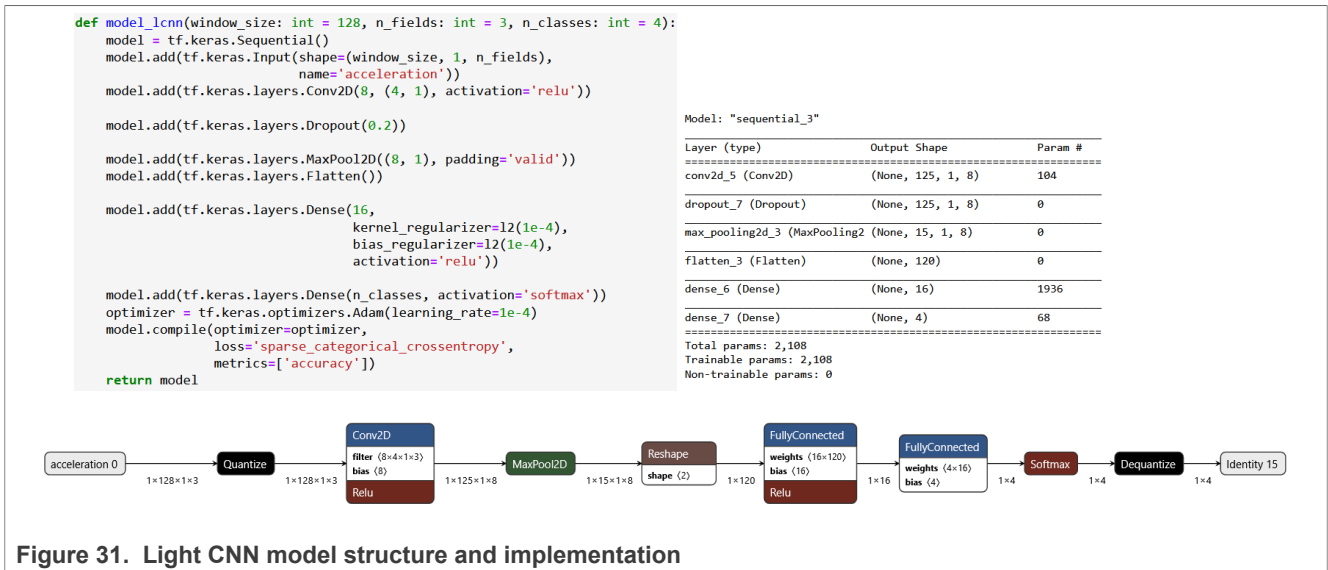 def model_lcnn(window_size: int = 128, n_fields: int = 3, n_classes: int = 4):
model = tf.keras.Sequential()
model.add(tf.keras.Input(shape=(window_size, 1, n_fields),
name='acceleration'))
model.add(tf.keras.layers.Conv2D(8, (4, 1), activation='relu'))
model.add(tf.keras.layers.Dropout(0.2))
model.add(tf.keras.layers.MaxPool2D((8, 1), padding='valid'))
model.add(tf.keras.layers.Flatten())
model.add(tf.keras.layers.Dense(16,
kernel_regularizer=l2(1e-4),
bias_regularizer=l2(1e-4),
activation='relu'))
model.add(tf.keras.layers.Dense(n_classes, activation='softmax'))
optimizer = tf.keras.optimizers.Adam(learning_rate=1e-4)
model.compile(optimizer=optimizer,
loss='sparse_categorical_crossentropy',
metrics=['accuracy'])
return model
Model: "sequential_3"
Layer (type) Output Shape Param #
conv2d_5 (Conv2D) (None, 125, 1, 8) 104
dropout_7 (Dropout) (None, 125, 1, 8) 0
max_pooling2d_3 (MaxPooling2 (None, 15, 1, 8) 0
flatten_3 (Flatten) (None, 120) 0
dense_6 (Dense) (None, 16) 1936
dense_7 (Dense) (None, 4) 68
Total params: 2,108
Trainable params: 2,108
Non-trainable params: 0
acceleration 0
1×128×1×3
Quantize
1×128×1×3
Conv2D
filter ⟨8×4×1×3⟩
bias ⟨8⟩
Relu
1×125×1×8
MaxPool2D
1×15×1×8
Reshape
shape ⟨2⟩
1×120
FullyConnected
weights ⟨16×120⟩
bias ⟨16⟩
Relu
1×16
FullyConnected
weights ⟨4×16⟩
bias ⟨4⟩
1×4
Softmax
1×4
Dequantize
1×4
Identity 15
Figure 31. Light CNN model structure and implementation